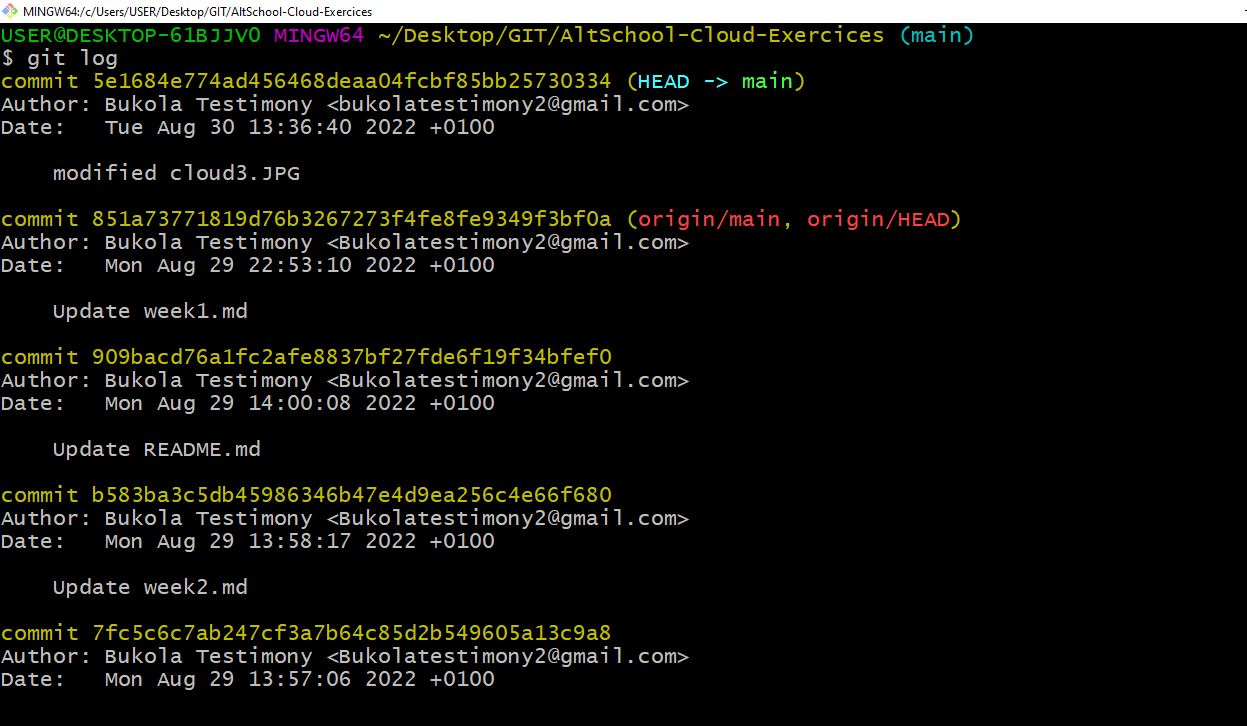 MINGW64:/c/Users/USER/Desktop/GIT/AltSchool-Cloud-Exercices
USER@DESKTOP-61BJJV0 MINGW64 ~/Desktop/GIT/AltSchool-Cloud-Exercices (main)
$ git log
commit 5e1684e774ad456468deaa04fcbf85bb25730334 (HEAD -> main)
Author: Bukola Testimony <bukolatestimony2@gmail.com>
Date:   Tue Aug 30 13:36:40 2022 +0100
modified cloud3.JPG
commit 851a73771819d76b3267273f4fe8fe9349f3bf0a (origin/main, origin/HEAD)
Author: Bukola Testimony <Bukolatestimony2@gmail.com>
Date:   Mon Aug 29 22:53:10 2022 +0100
Update week1.md
commit 909bacd76a1fc2afe8837bf27fde6f19f34bfef0
Author: Bukola Testimony <Bukolatestimony2@gmail.com>
Date:   Mon Aug 29 14:00:08 2022 +0100
Update README.md
commit b583ba3c5db45986346b47e4d9ea256c4e66f680
Author: Bukola Testimony <Bukolatestimony2@gmail.com>
Date:   Mon Aug 29 13:58:17 2022 +0100
Update week2.md
commit 7fc5c6c7ab247cf3a7b64c85d2b549605a13c9a8
Author: Bukola Testimony <Bukolatestimony2@gmail.com>
Date:   Mon Aug 29 13:57:06 2022 +0100